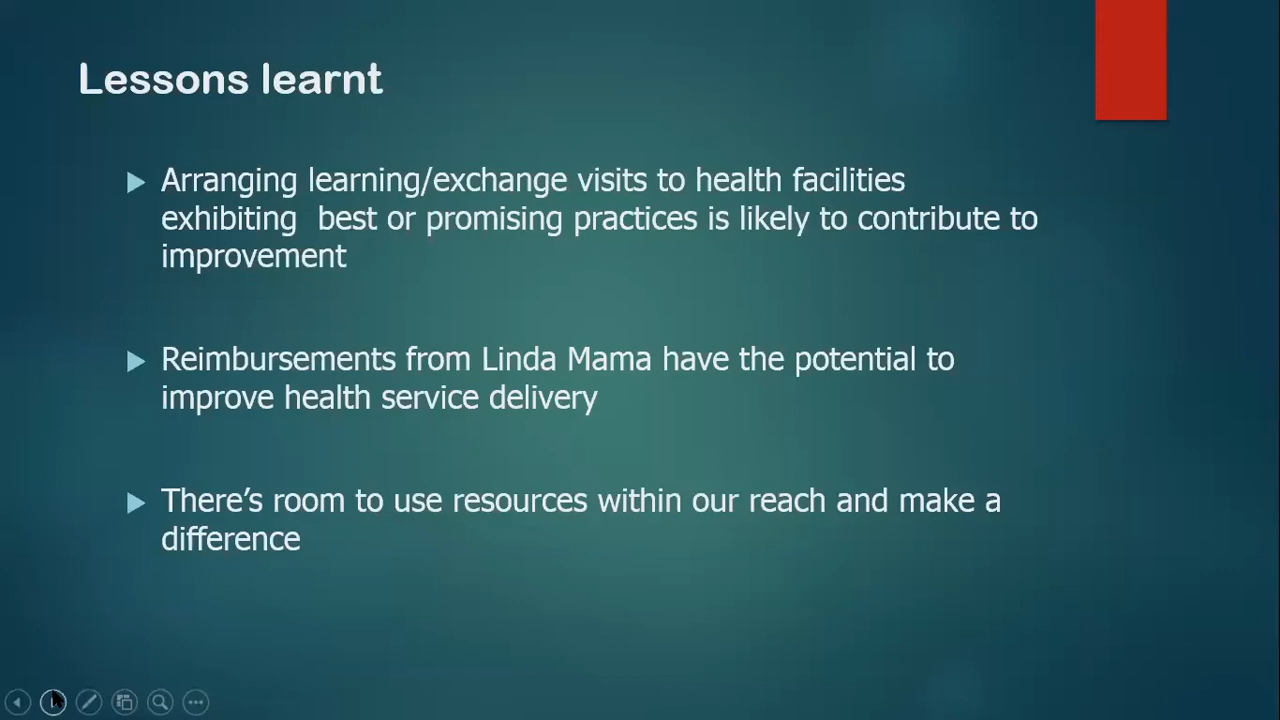 Lessons learnt
Arranging learning/exchange visits to health facilities
exhibiting  best or promising practices is likely to contribute to
improvement
Reimbursements from Linda Mama have the potential to
improve health service delivery
There’s room to use resources within our reach and make a
difference